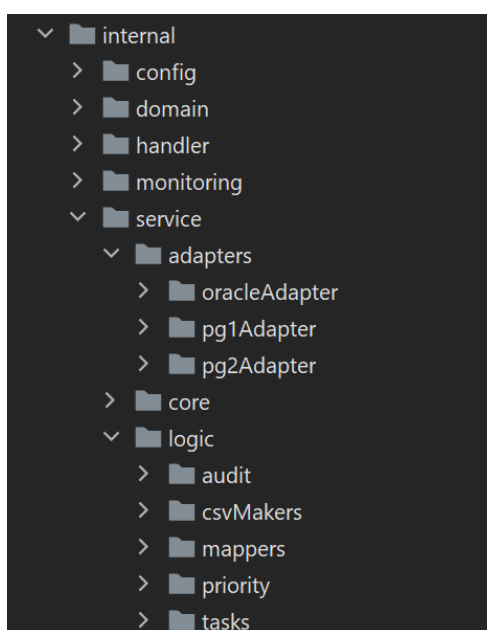 internal
config
domain
handler
monitoring
service
adapters
oracleAdapter
pg1Adapter
pg2Adapter
core
logic
audit
csvMakers
mappers
priority
tasks